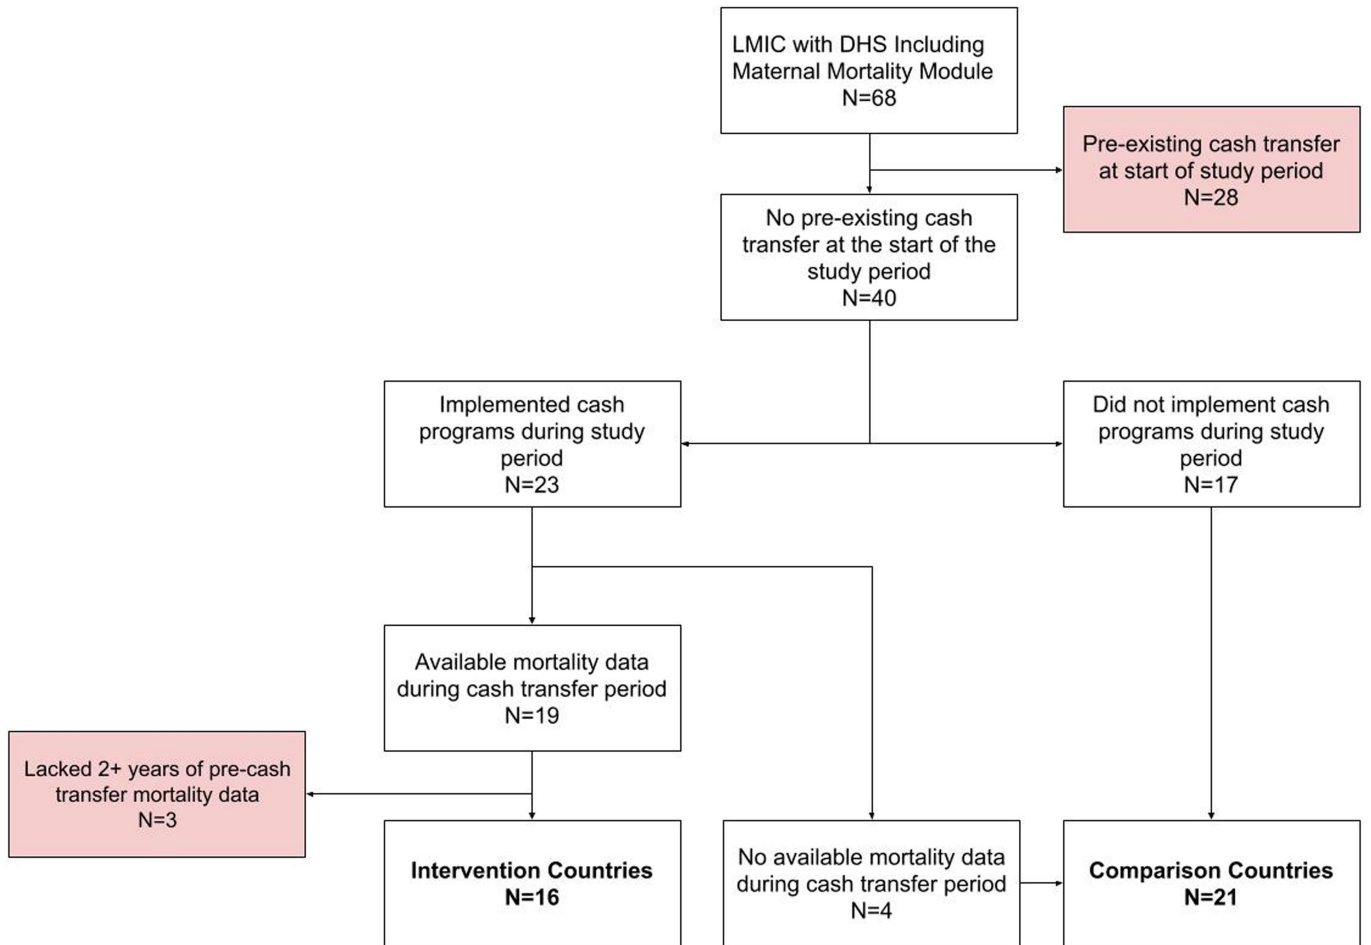 LMIC with DHS Including
Maternal Mortality Module
N=68
Pre-existing cash transfer
at start of study period
N=28
No pre-existing cash
transfer at the start of the
study period
N=40
Implemented cash
programs during study
period
N=23
Did not implement cash
programs during study
period
N=17
Available mortality data
during cash transfer period
N=19
Lacked 2+ years of pre-cash
transfer mortality data
N=3
Intervention Countries
N=16
No available mortality data
during cash transfer period
N=4
Comparison Countries
N=21